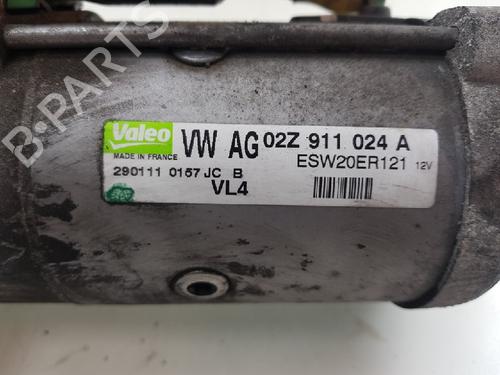 B-PARTS
Valeo
MADE IN FRANCE
VW AG 02Z 911 024 A
ESW20ER121 12V
290111 0157 JC B
VL4